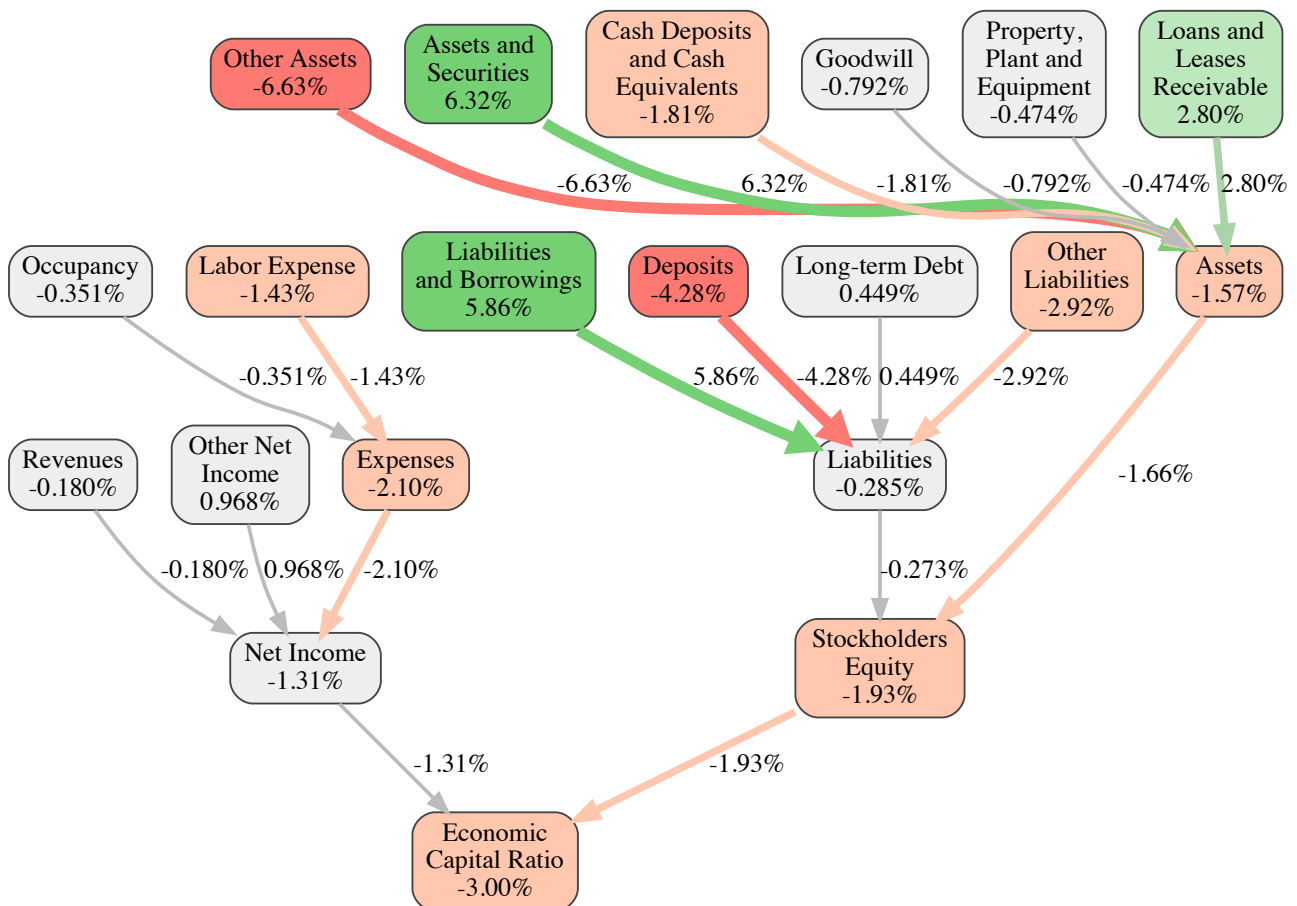 Other Assets
-6.63%
Assets and
Securities
6.32%
Cash Deposits
and Cash
Equivalents
-1.81%
Goodwill
-0.792%
Property,
Plant and
Equipment
-0.474%
Loans and
Leases
Receivable
2.80%
-6.63%
6.32%
-1.81%
-0.792%
-0.474%
2.80%
Occupancy
-0.351%
Labor Expense
-1.43%
Liabilities
and Borrowings
5.86%
Deposits
-4.28%
Long-term Debt
0.449%
Other
Liabilities
-2.92%
Assets
-1.57%
-0.351%
-1.43%
5.86%
-4.28%
0.449%
-2.92%
Revenues
-0.180%
Other Net
Income
0.968%
Expenses
-2.10%
Liabilities
-0.285%
-1.66%
-0.180%
0.968%
-2.10%
-0.273%
Net Income
-1.31%
Stockholders
Equity
-1.93%
-1.31%
-1.93%
Economic
Capital Ratio
-3.00%